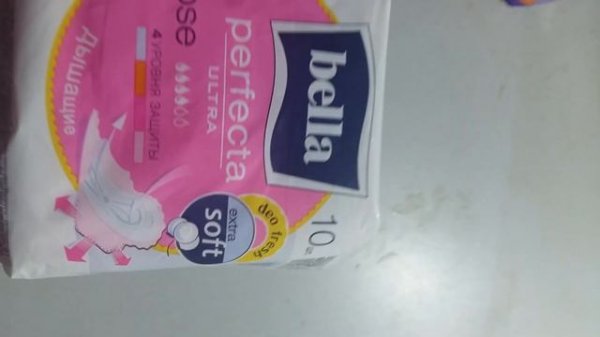 bella
perfecta
ULTRA
ose
4 УРОВНЯ ЗАЩИТЫ
Дышащие
extra
soft
deo fresh
10